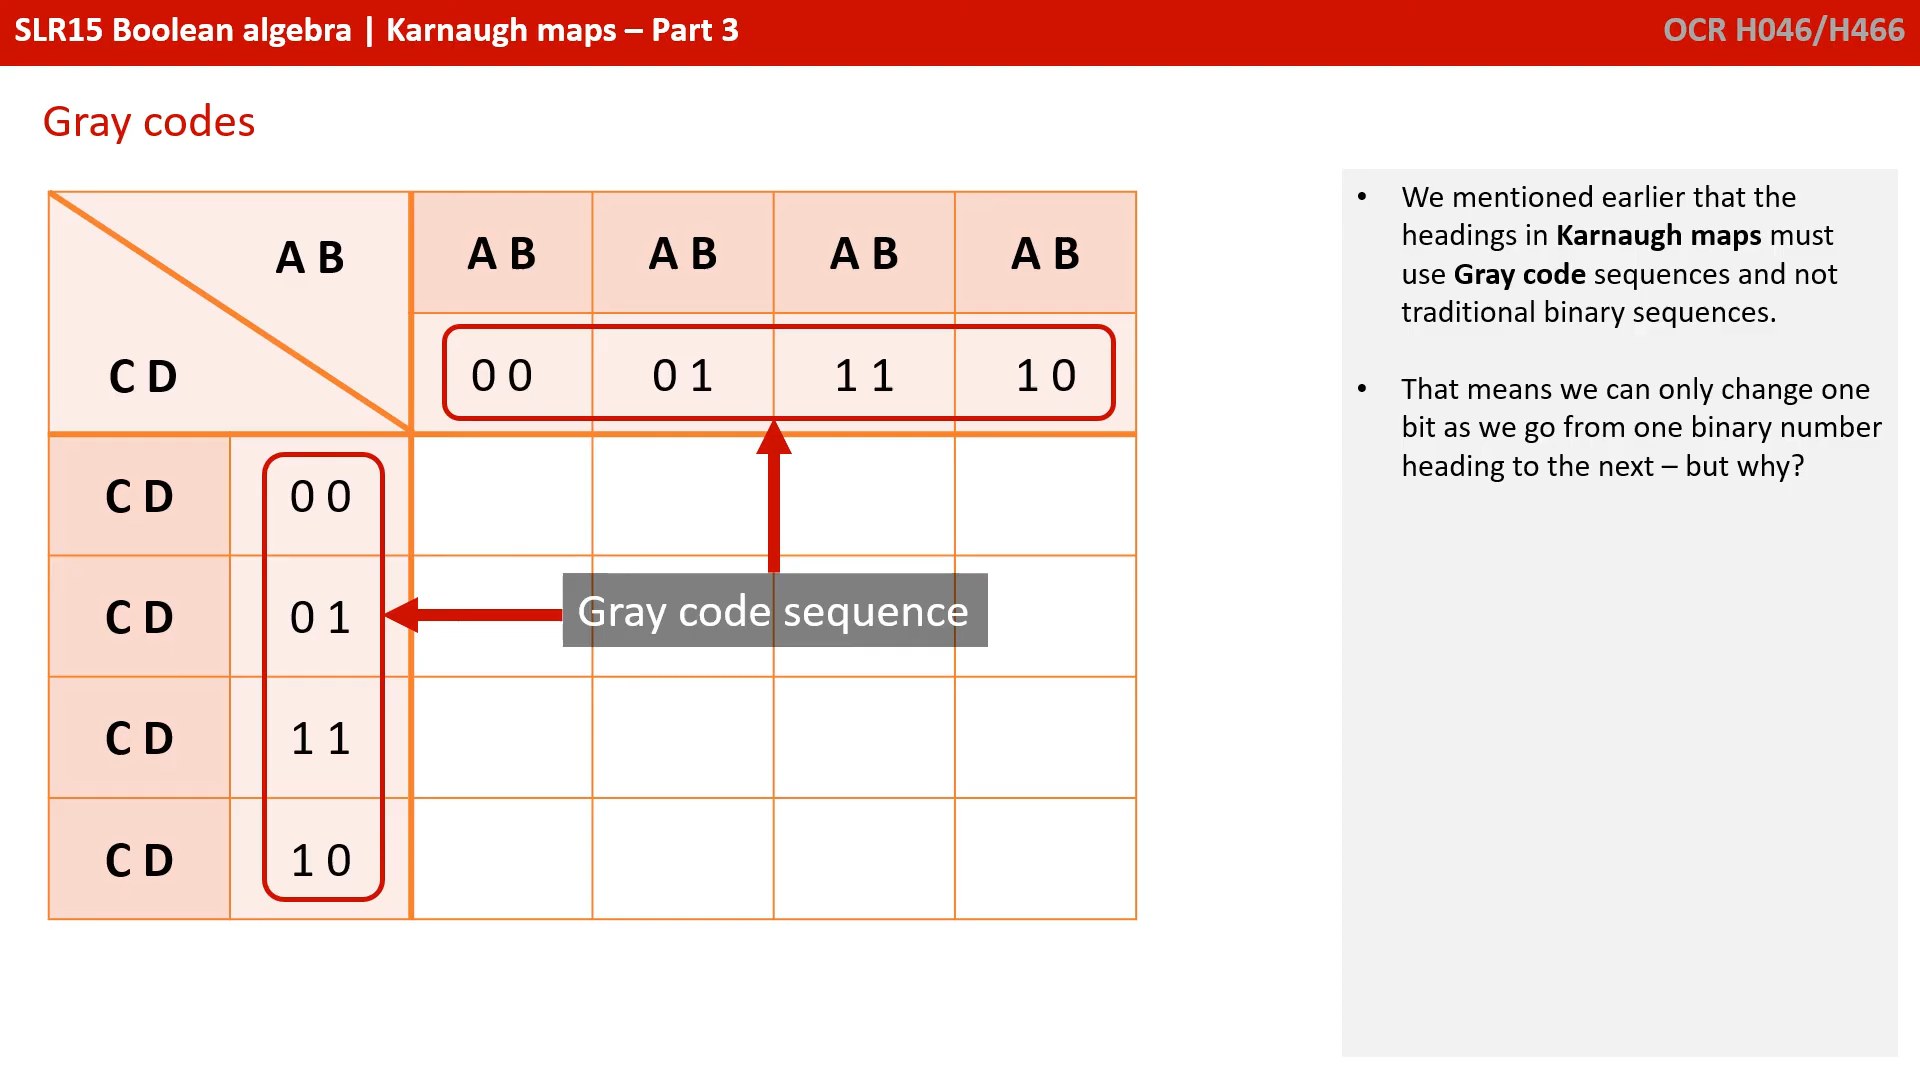 SLR15 Boolean algebra | Karnaugh maps – Part 3
OCR H046/H466
Gray codes
A B
C D
A B A B A B A B
0 0 0 1 1 1 1 0
C D 0 0
C D 0 1
C D 1 1
C D 1 0
Gray code sequence
• We mentioned earlier that the
headings in Karnaugh maps must
use Gray code sequences and not
traditional binary sequences.
• That means we can only change one
bit as we go from one binary number
heading to the next – but why?